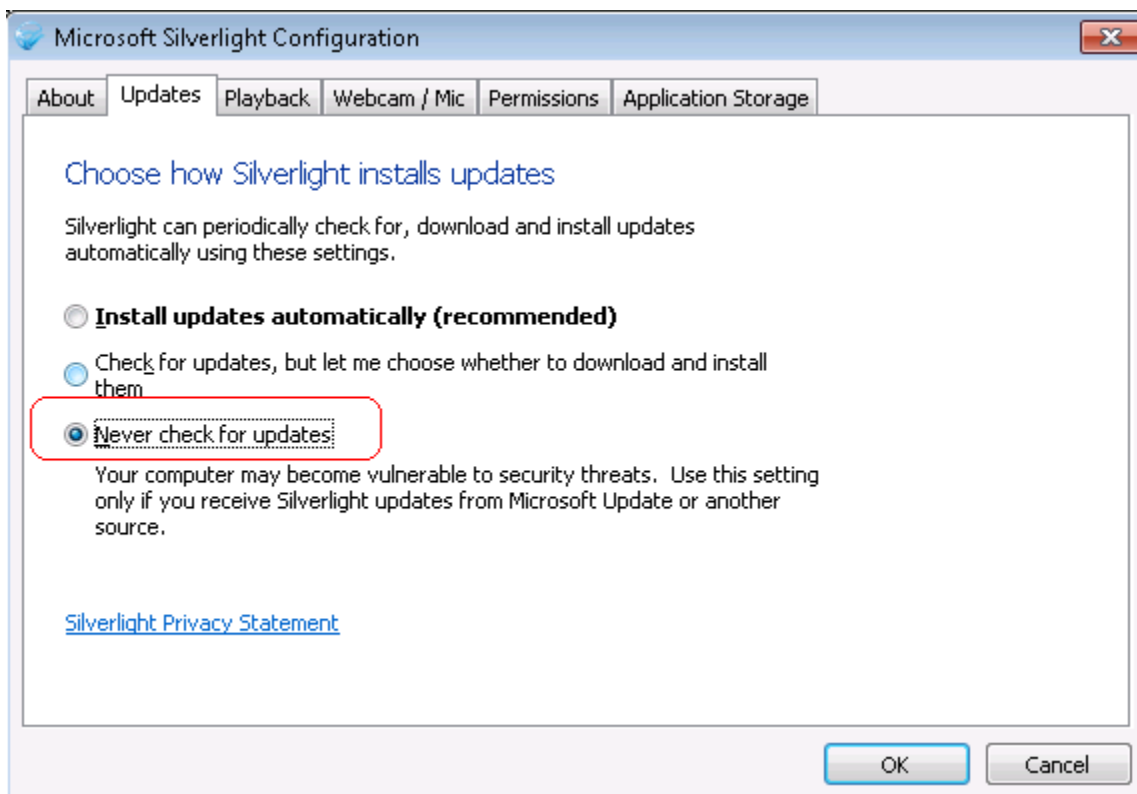 Microsoft Silverlight Configuration
About Updates Playback Webcam / Mic Permissions Application Storage
Choose how Silverlight installs updates
Silverlight can periodically check for, download and install updates
automatically using these settings.
Install updates automatically (recommended)
Check for updates, but let me choose whether to download and install
them
Never check for updates
Your computer may become vulnerable to security threats.  Use this setting
only if you receive Silverlight updates from Microsoft Update or another
source.
Silverlight Privacy Statement
OK Cancel